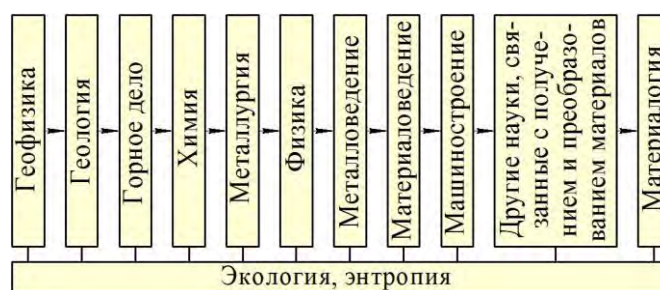 Геофизика
Геология
Горное дело
Химия
Металлургия
Физика
Металловедение
Материаловедение
Машиностроение
Другие науки, свя-
занные с получе-
нием и преобразо-
ванием материалов
Материалогия
Экология, энтропия